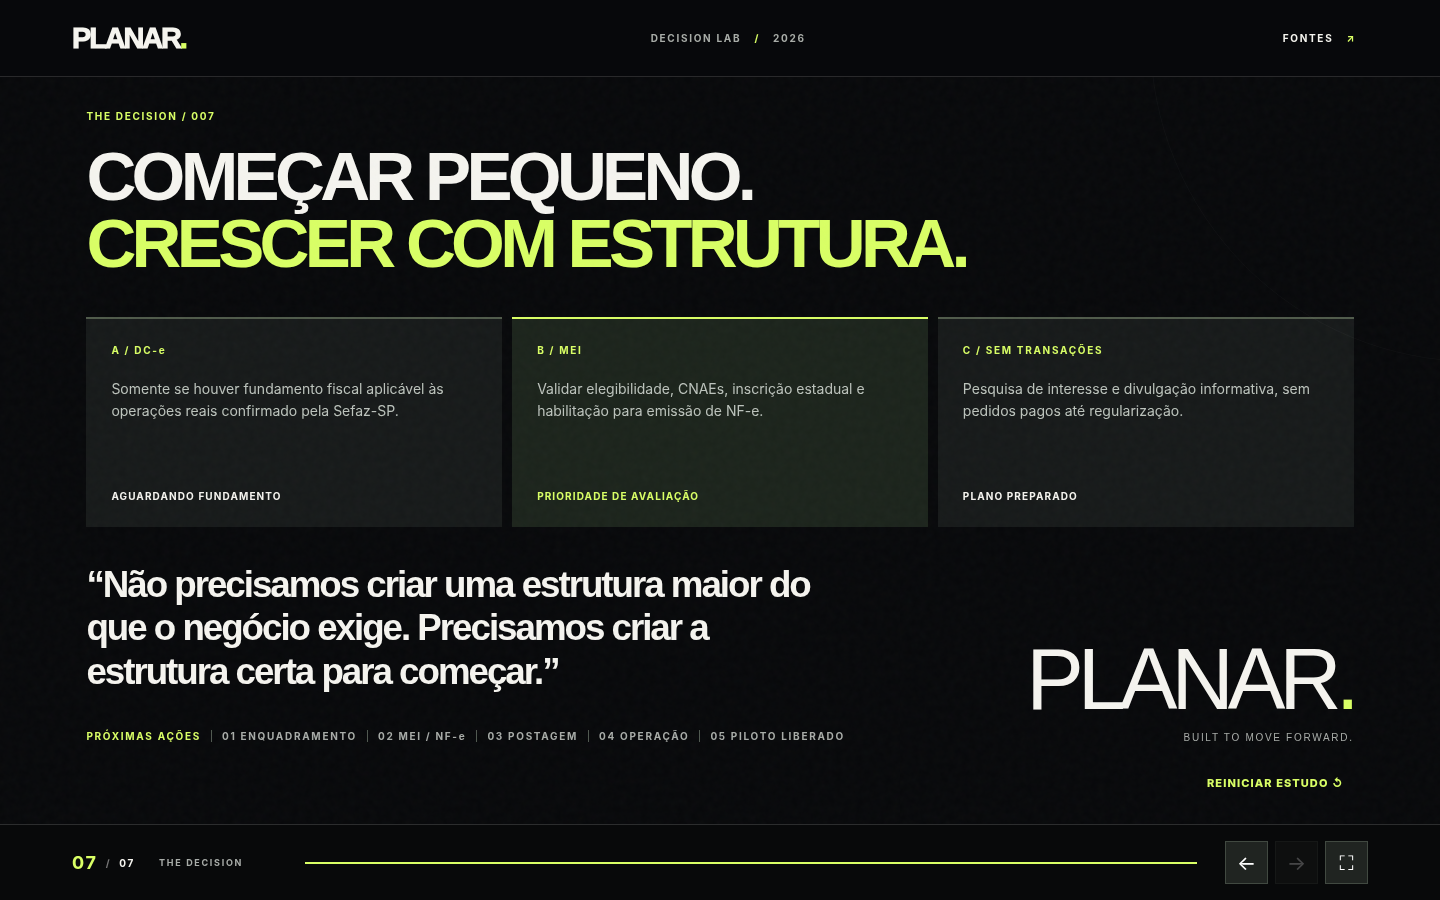 PLANAR.
DECISION LAB / 2026
FONTES ↗
THE DECISION / 007
COMEÇAR PEQUENO.
CRESCER COM ESTRUTURA.
A / DC-e
Somente se houver fundamento fiscal aplicável às
operações reais confirmado pela Sefaz-SP.
AGUARDANDO FUNDAMENTO
B / MEI
Validar elegibilidade, CNAEs, inscrição estadual e
habilitação para emissão de NF-e.
PRIORIDADE DE AVALIAÇÃO
C / SEM TRANSAÇÕES
Pesquisa de interesse e divulgação informativa, sem
pedidos pagos até regularização.
PLANO PREPARADO
“Não precisamos criar uma estrutura maior do
que o negócio exige. Precisamos criar a
estrutura certa para começar.”
PRÓXIMAS AÇÕES | 01 ENQUADRAMENTO | 02 MEI / NF-e | 03 POSTAGEM | 04 OPERAÇÃO | 05 PILOTO LIBERADO
PLANAR.
BUILT TO MOVE FORWARD.
REINICIAR ESTUDO ↺
07 / 07 THE DECISION